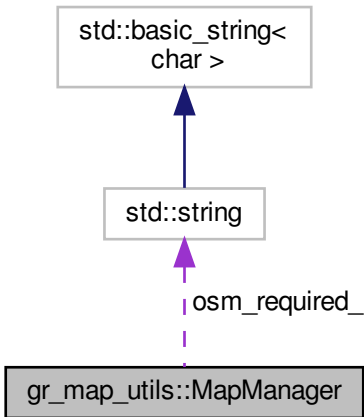 std::basic_string<
char >
std::string
osm_required_
gr_map_utils::MapManager